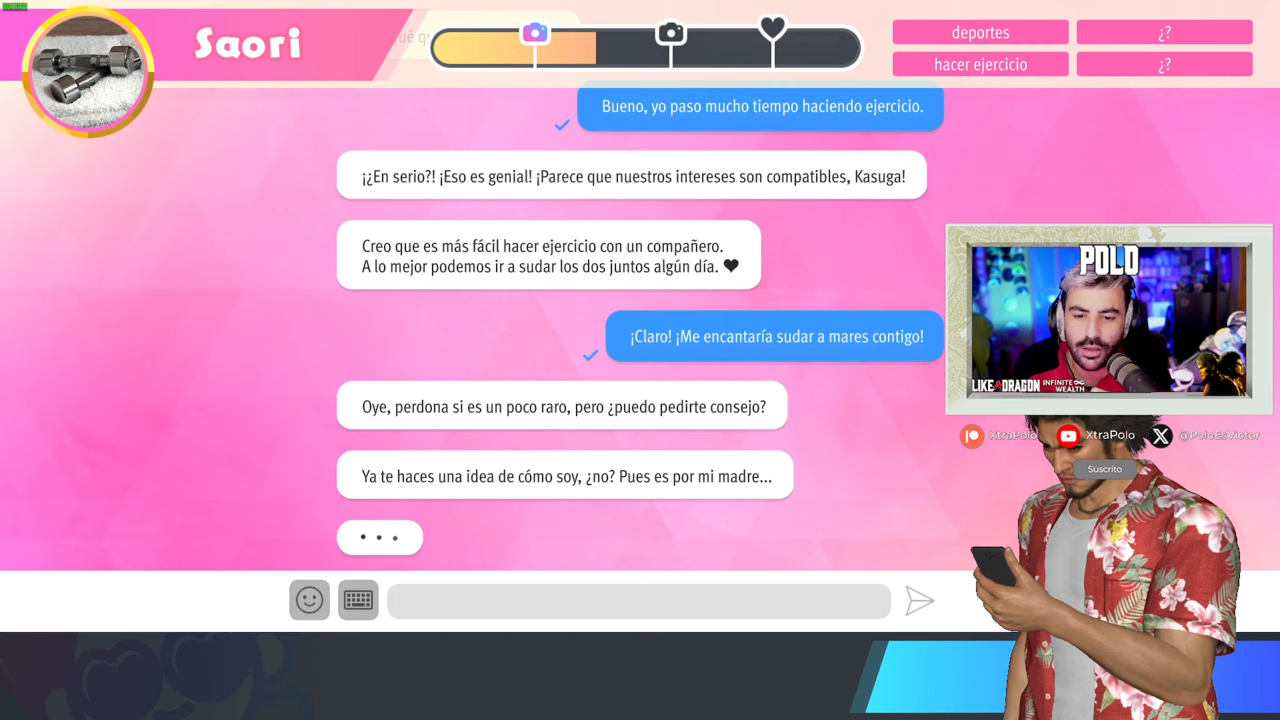 Saori
deportes
¿?
hacer ejercicio
¿?
Bueno, yo paso mucho tiempo haciendo ejercicio.
¡¿En serio?! ¡Eso es genial! ¡Parece que nuestros intereses son compatibles, Kasuga!
Creo que es más fácil hacer ejercicio con un compañero.
A lo mejor podemos ir a sudar los dos juntos algún día. ♥
¡Claro! ¡Me encantaría sudar a mares contigo!
Oye, perdona si es un poco raro, pero ¿puedo pedirte consejo?
Ya te haces una idea de cómo soy, ¿no? Pues es por mi madre...
• • •
POLO
LIKE A DRAGON INFINITE WEALTH
XtraPolo
XtraPolo
@PoloEsVictor
Suscrito